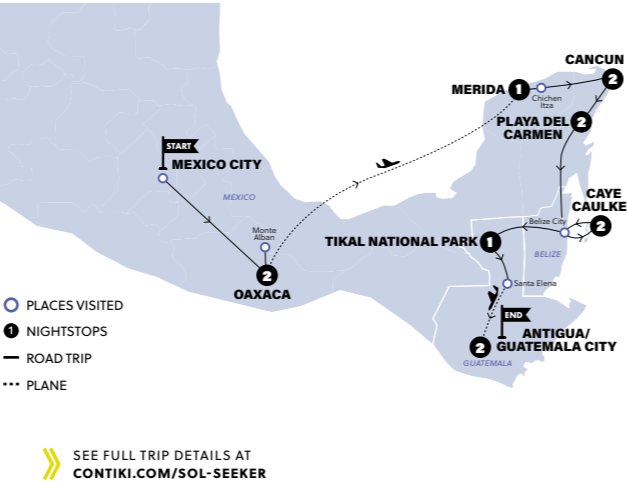 CANCUN
2
MERIDA
1
Chichen
Itza
PLAYA DEL
CARMEN
2
START
MEXICO CITY
MEXICO
CAYE
CAULKE
2
Belize City
BELIZE
Monte
Alban
TIKAL NATIONAL PARK
1
2
OAXACA
Santa Elena
END
ANTIGUA/
GUATEMALA CITY
2
GUATEMALA
PLACES VISITED
1 NIGHTSTOPS
ROAD TRIP
PLANE
SEE FULL TRIP DETAILS AT
CONTIKI.COM/SOL-SEEKER